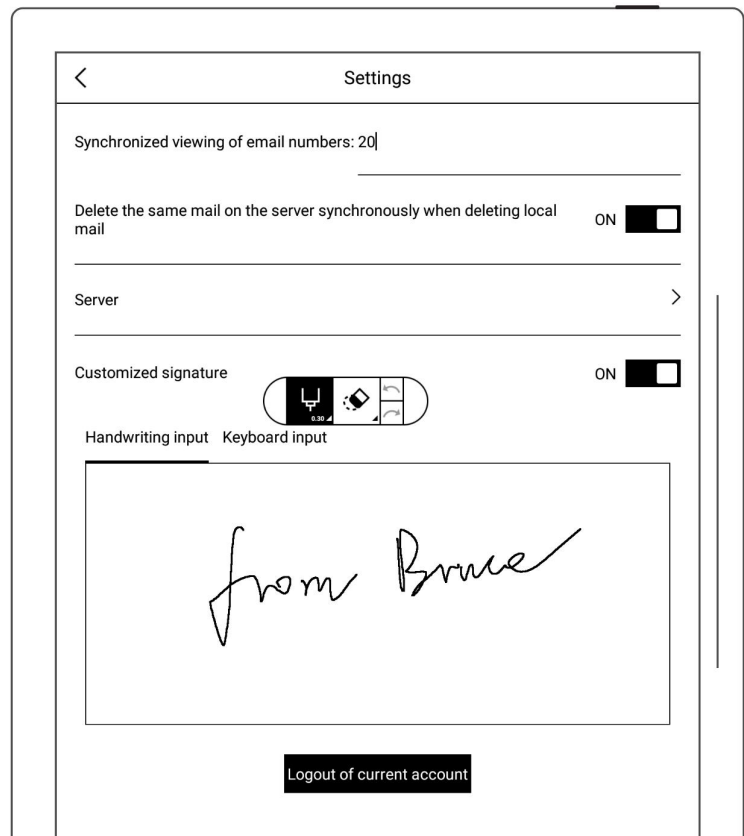 Settings
Synchronized viewing of email numbers: 20
Delete the same mail on the server synchronously when deleting local
mail
ON
Server
Customized signature
ON
0.30
Handwriting input Keyboard input
from Bruce
Logout of current account